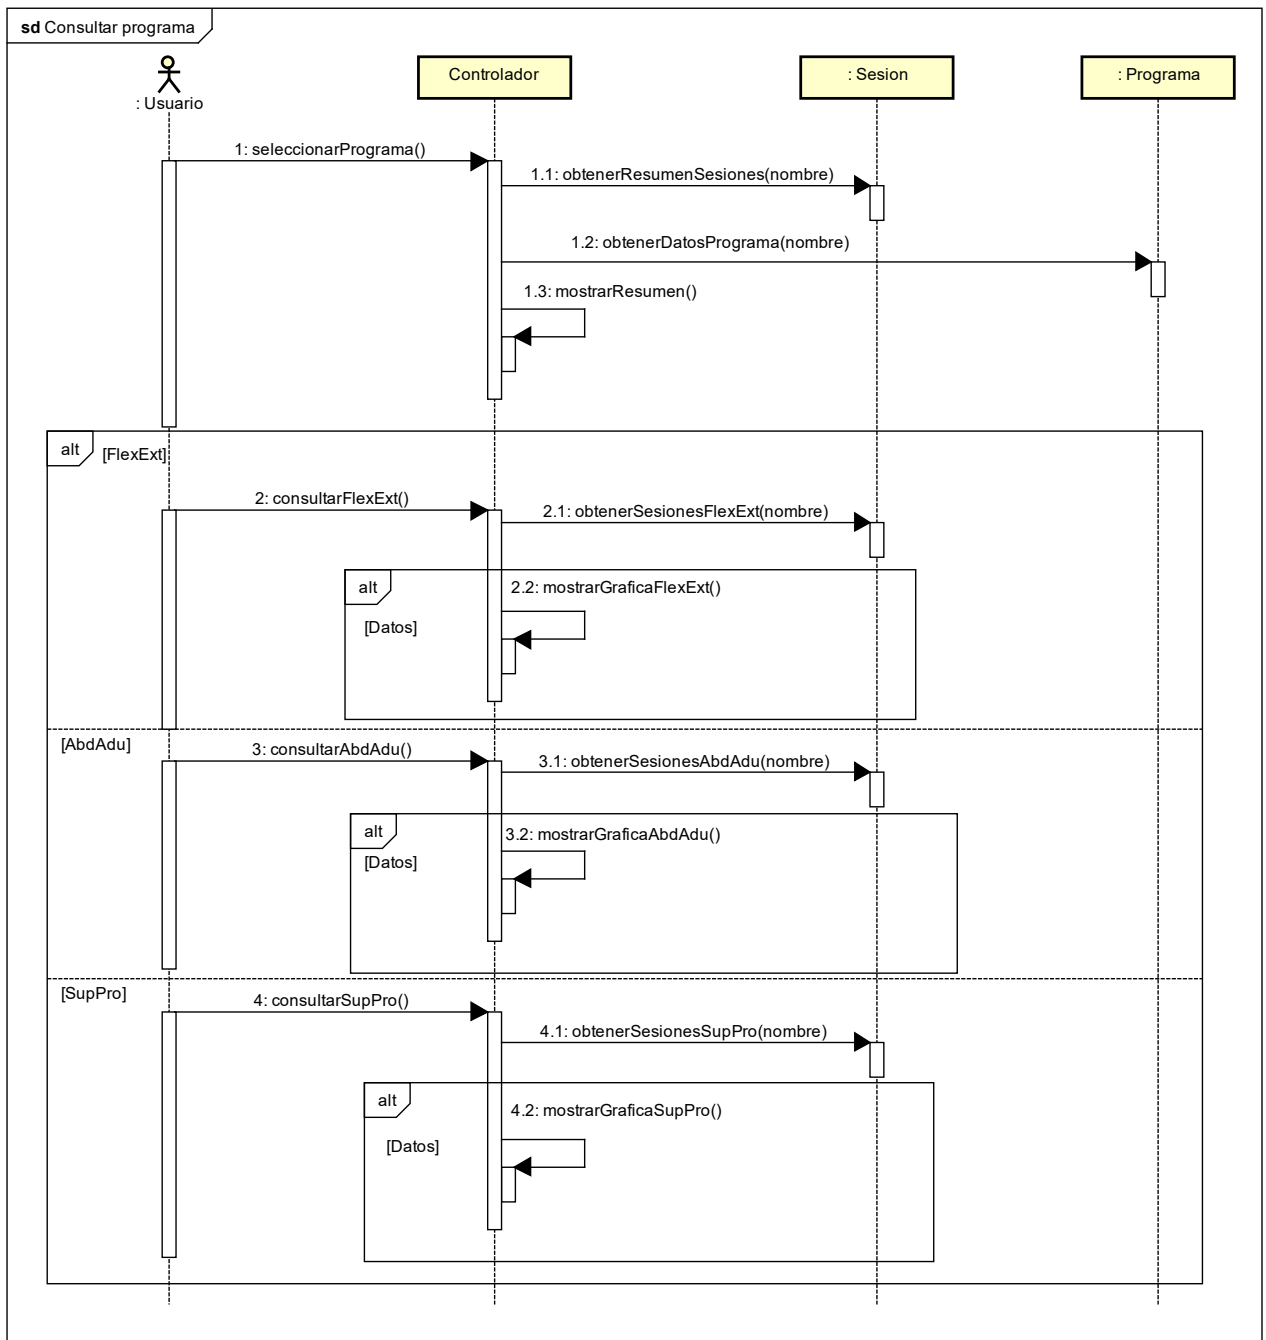 sd Consultar programa
: Usuario
Controlador
: Sesion
: Programa
1: seleccionarPrograma()
1.1: obtenerResumenSesiones(nombre)
1.2: obtenerDatosPrograma(nombre)
1.3: mostrarResumen()
alt
[FlexExt]
2: consultarFlexExt()
2.1: obtenerSesionesFlexExt(nombre)
alt
2.2: mostrarGraficaFlexExt()
[Datos]
[AbdAdu]
3: consultarAbdAdu()
3.1: obtenerSesionesAbdAdu(nombre)
alt
3.2: mostrarGraficaAbdAdu()
[Datos]
[SupPro]
4: consultarSupPro()
4.1: obtenerSesionesSupPro(nombre)
alt
4.2: mostrarGraficaSupPro()
[Datos]